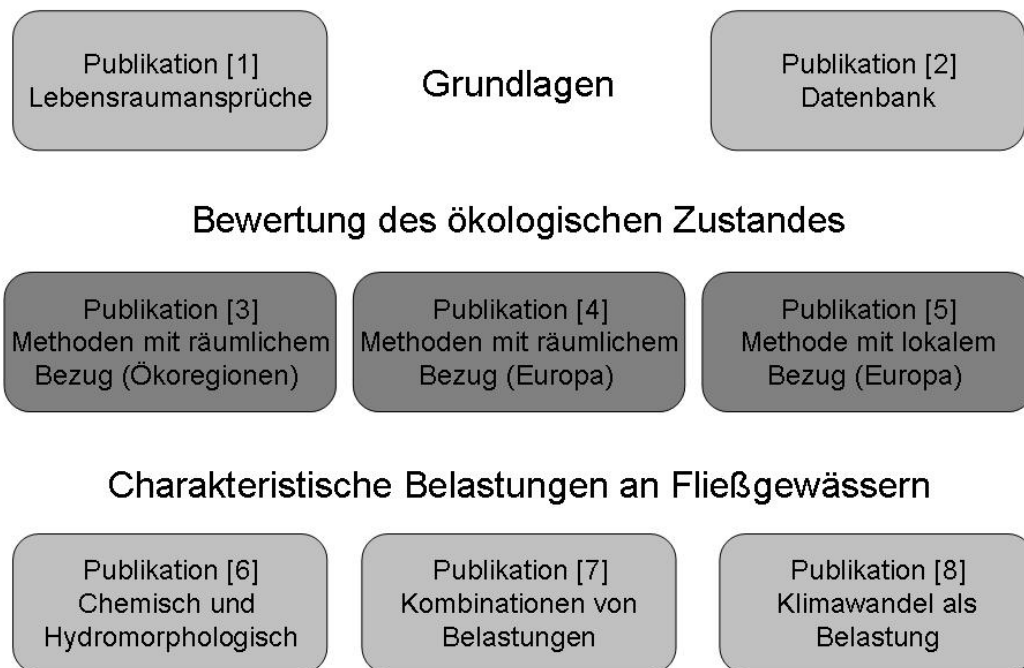 Publikation [1]
Lebensraumansprüche
Grundlagen
Publikation [2]
Datenbank
Bewertung des ökologischen Zustandes
Publikation [3]
Methoden mit räumlichem
Bezug (Ökoregionen)
Publikation [4]
Methoden mit räumlichem
Bezug (Europa)
Publikation [5]
Methode mit lokalem
Bezug (Europa)
Charakteristische Belastungen an Fließgewässern
Publikation [6]
Chemisch und
Hydromorphologisch
Publikation [7]
Kombinationen von
Belastungen
Publikation [8]
Klimawandel als
Belastung